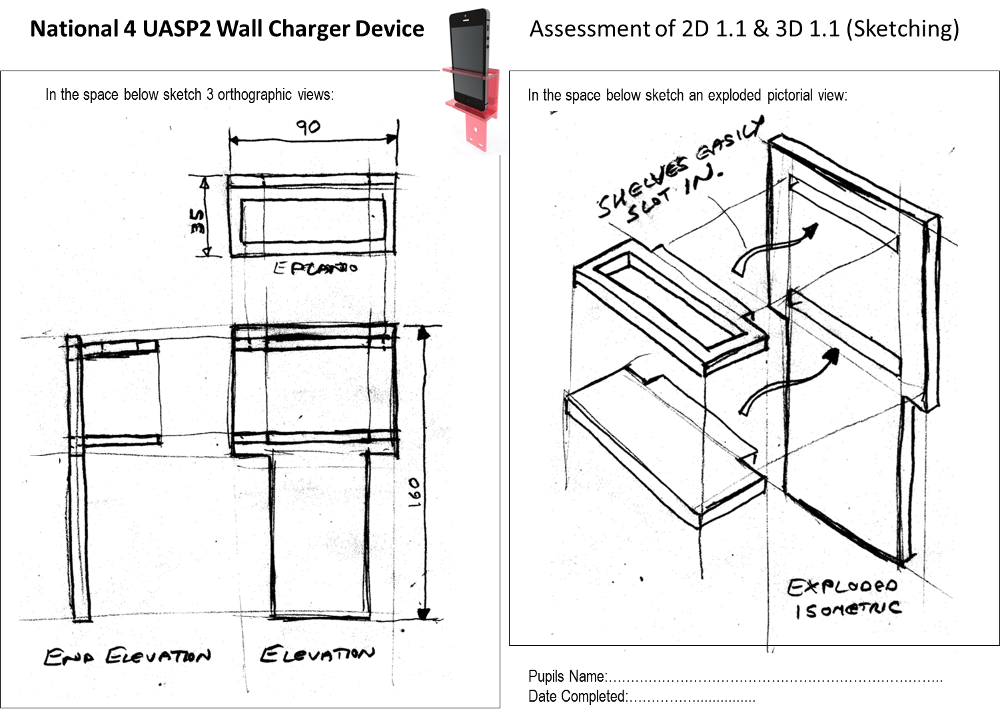 National 4 UASP2 Wall Charger Device
Assessment of 2D 1.1 & 3D 1.1 (Sketching)
In the space below sketch 3 orthographic views:
90
35
160
END ELEVATION
ELEVATION
In the space below sketch an exploded pictorial view:
SHELVES EASILY
SLOT IN.
EXPLODED
ISOMETRIC
Pupils Name:……………………………………………………………………..
Date Completed:……………...............